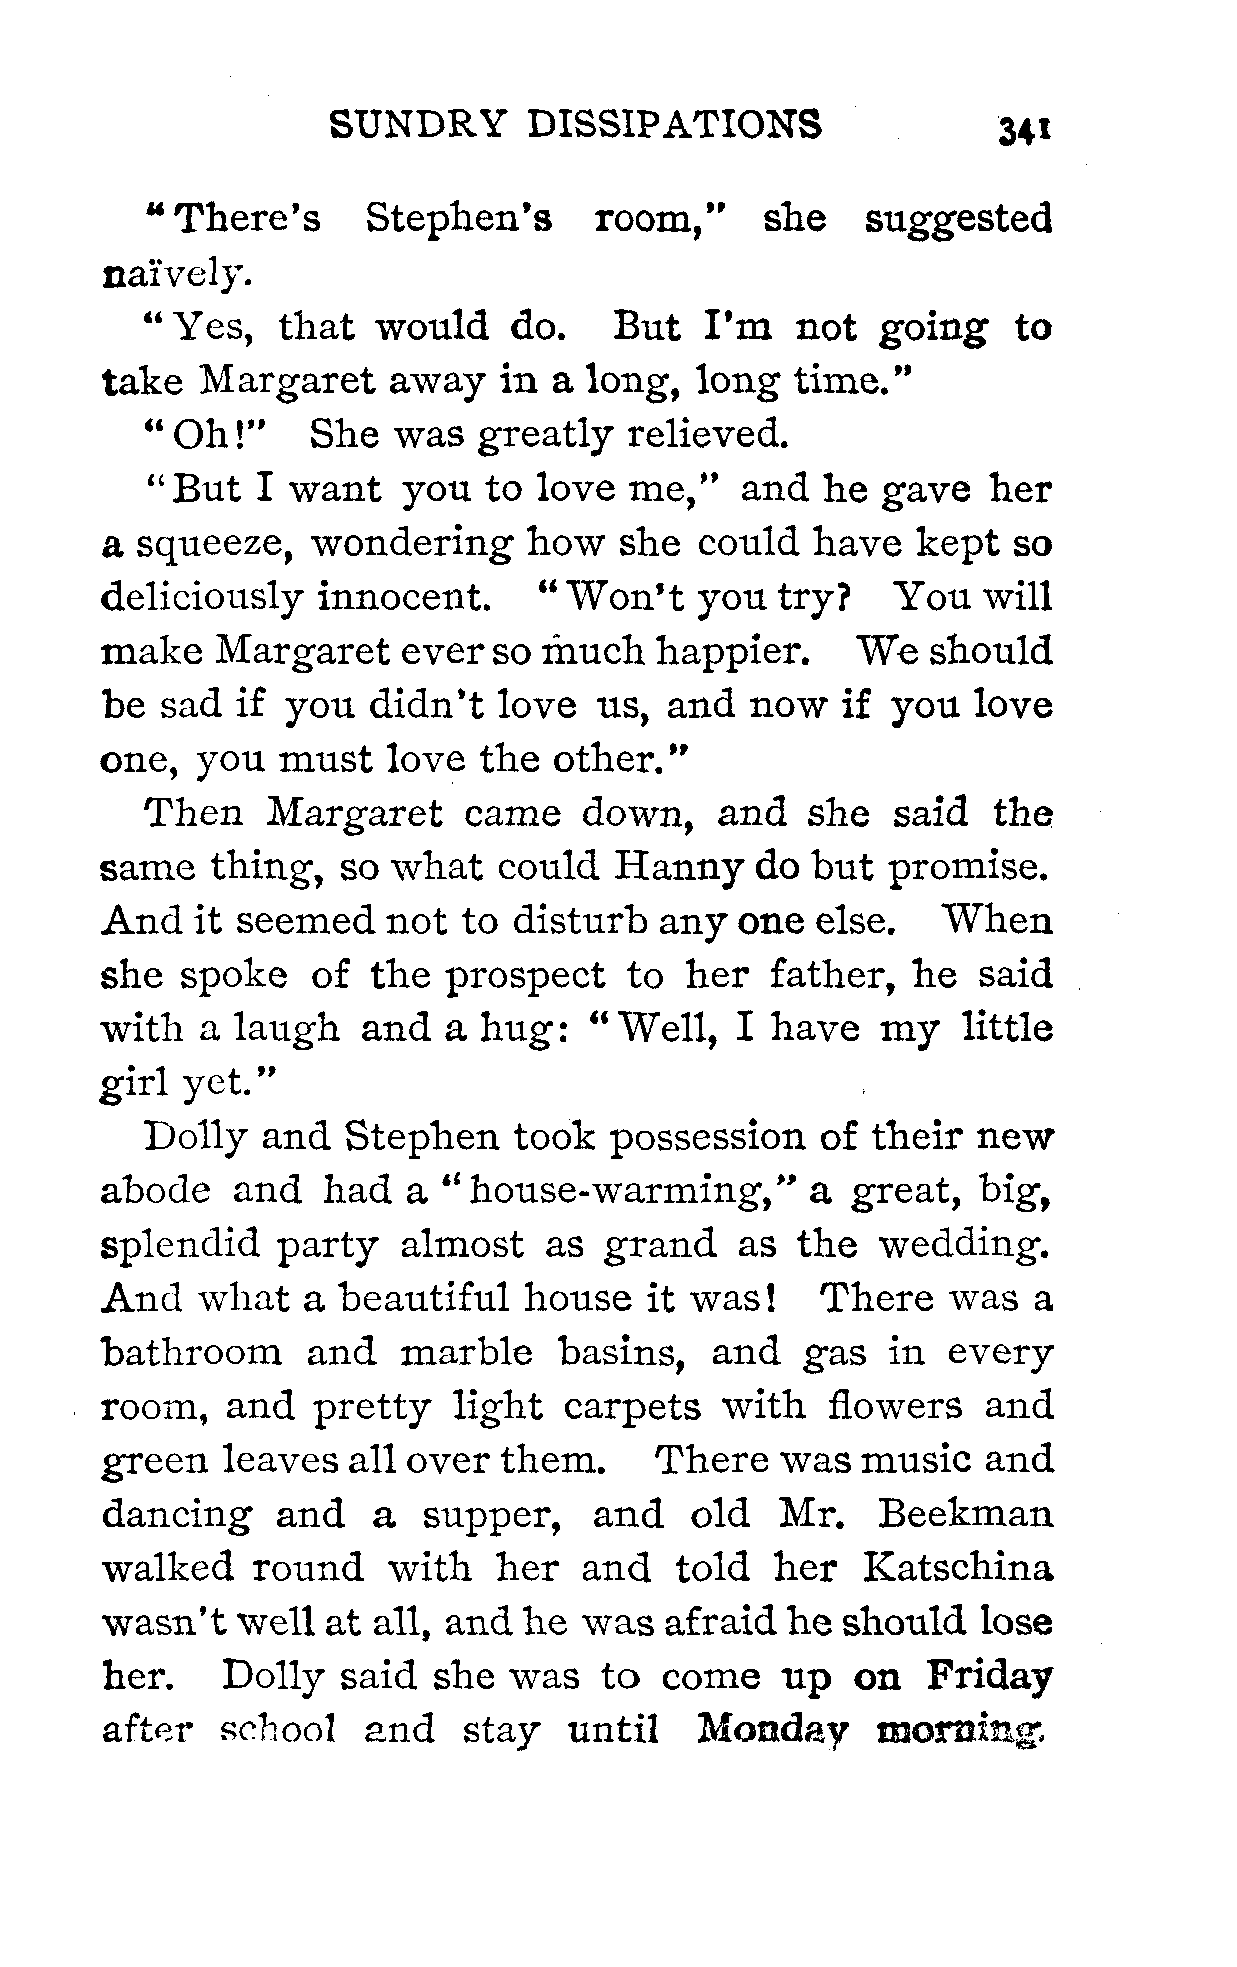 SUNDRY DISSIPATIONS 341
“There’s Stephen’s room,” she suggested
naïvely.
“Yes, that would do. But I’m not going to
take Margaret away in a long, long time.”
“Oh!” She was greatly relieved.
“But I want you to love me,” and he gave her
a squeeze, wondering how she could have kept so
deliciously innocent. “Won’t you try? You will
make Margaret ever so much happier. We should
be sad if you didn’t love us, and now if you love
one, you must love the other.”
Then Margaret came down, and she said the
same thing, so what could Hanny do but promise.
And it seemed not to disturb any one else. When
she spoke of the prospect to her father, he said
with a laugh and a hug: “Well, I have my little
girl yet.”
Dolly and Stephen took possession of their new
abode and had a “house-warming,” a great, big,
splendid party almost as grand as the wedding.
And what a beautiful house it was! There was a
bathroom and marble basins, and gas in every
room, and pretty light carpets with flowers and
green leaves all over them. There was music and
dancing and a supper, and old Mr. Beekman
walked round with her and told her Katschina
wasn’t well at all, and he was afraid he should lose
her. Dolly said she was to come up on Friday
after school and stay until Monday morning.